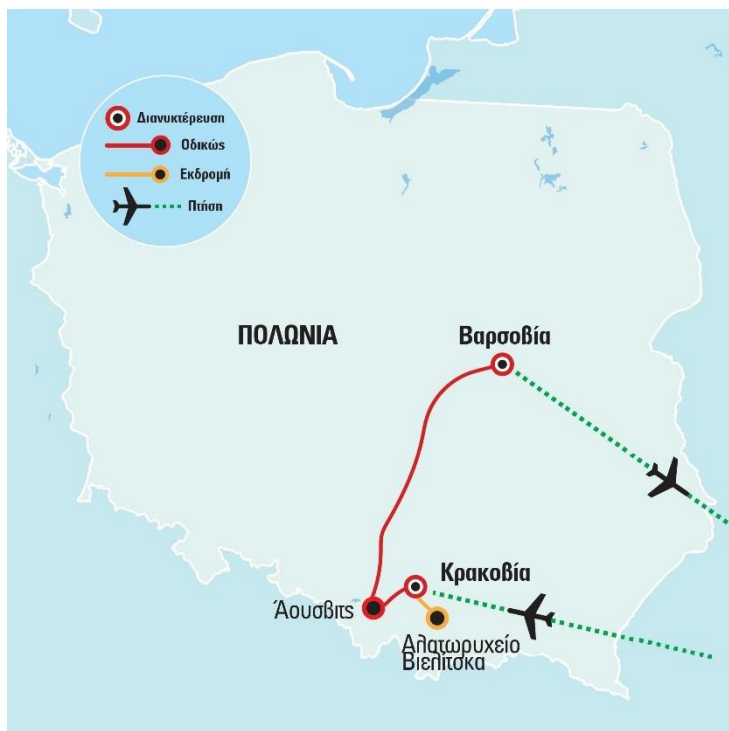 Διανυκτέρευση
Οδικώς
Εκδρομή
Πτήση
ΠΟΛΩΝΙΑ
Βαρσοβία
Κρακοβία
Άουσβιτς
Αλατωρυχείο
Βιελίτσκα